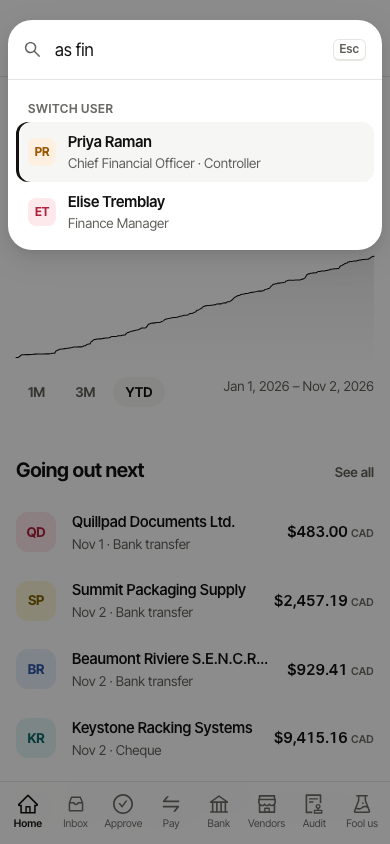 as fin
Esc
SWITCH USER
PR
Priya Raman
Chief Financial Officer · Controller
ET
Elise Tremblay
Finance Manager
1M
3M
YTD
Jan 1, 2026 – Nov 2, 2026
Going out next
See all
QD
Quillpad Documents Ltd.
Nov 1 · Bank transfer
$483.00 CAD
SP
Summit Packaging Supply
Nov 2 · Bank transfer
$2,457.19 CAD
BR
Beaumont Riviere S.E.N.C.R...
Nov 2 · Bank transfer
$929.41 CAD
KR
Keystone Racking Systems
Nov 2 · Cheque
$9,415.16 CAD
Home
Inbox
Approve
Pay
Bank
Vendors
Audit
Fool us